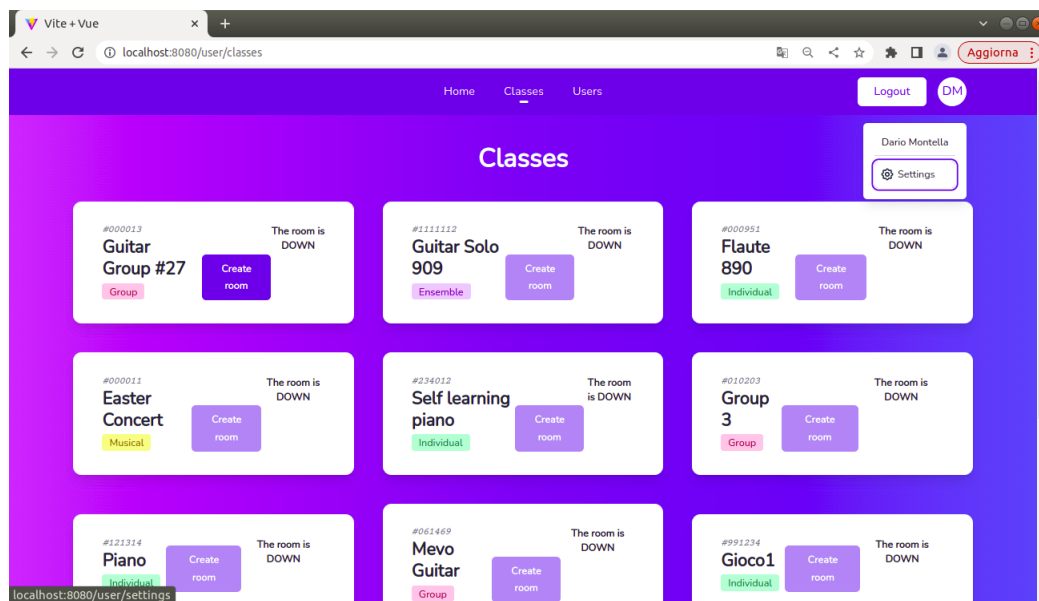 Vite + Vue
localhost:8080/user/classes
Aggiorna
Home Classes Users
Logout DM
Dario Montella
Settings
Classes
#000013
Guitar
Group #27
Group
Create
room
The room is
DOWN
#1111112
Guitar Solo
909
Ensemble
Create
room
The room is
DOWN
#000951
Flaute
890
Individual
Create
room
The room is
DOWN
#000011
Easter
Concert
Musical
Create
room
The room is
DOWN
#234012
Self learning
piano
Individual
Create
room
The room
is DOWN
#010203
Group
3
Group
Create
room
The room is
DOWN
#121314
Piano
Individual
Create
room
The room is
DOWN
#061469
Mevo
Guitar
Group
Create
room
The room is
DOWN
#991234
Gioco1
Individual
Create
room
The room is
DOWN
localhost:8080/user/settings